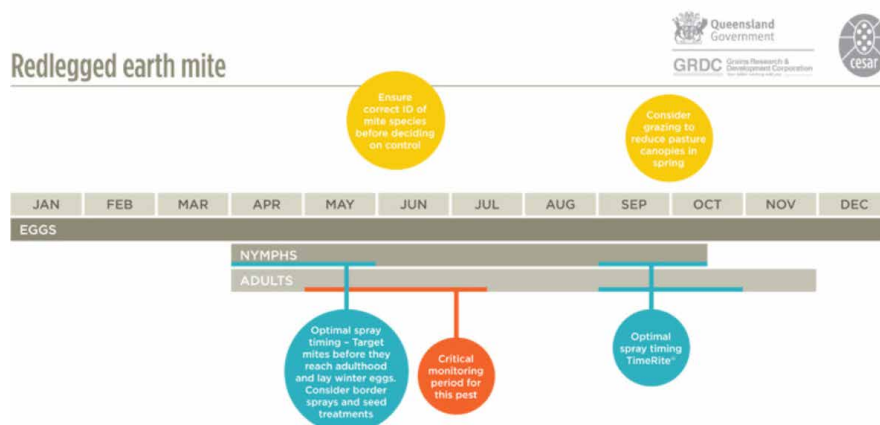 Queensland
Government
GRDC
Grains Research &
Development Corporation
cesar
Redlegged earth mite
Ensure
correct ID of
mite species
before deciding
on control
Consider
grazing to
reduce pasture
canopies in
spring
JAN FEB MAR APR MAY JUN JUL AUG SEP OCT NOV DEC
EGGS
NYMPHS
ADULTS
Optimal spray
timing – Target
mites before they
reach adulthood
and lay winter eggs.
Consider border
sprays and seed
treatments
Critical
monitoring
period for
this pest
Optimal
spray timing
TimeRite®